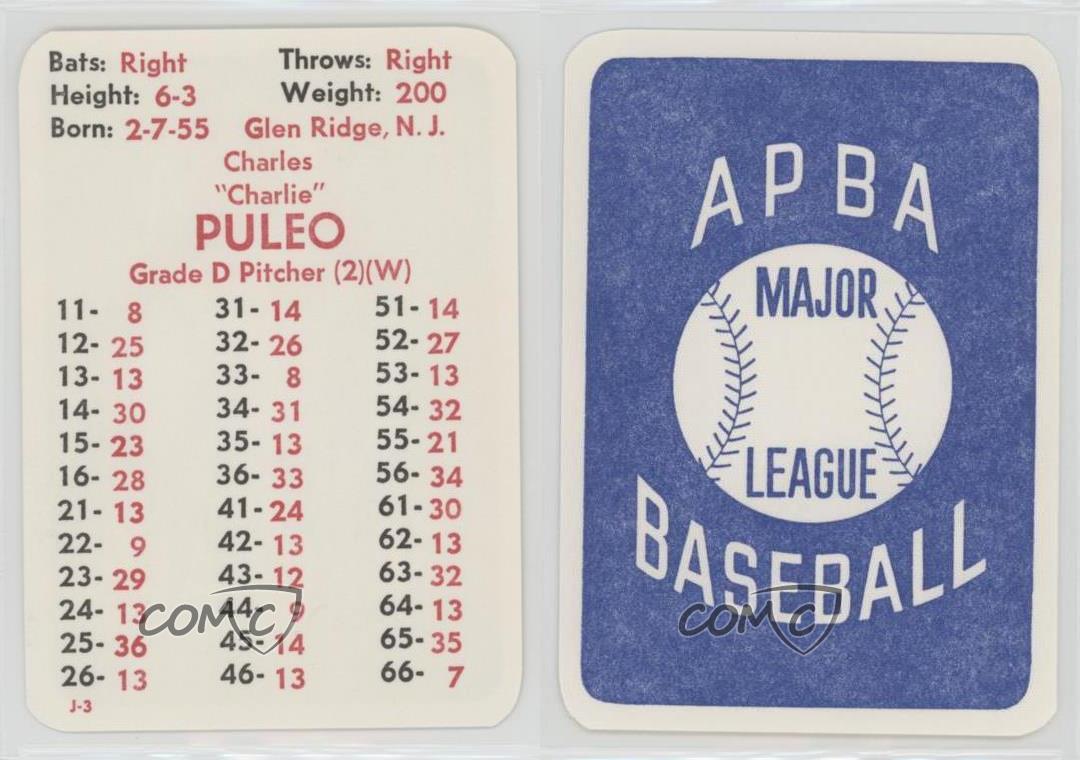 Bats: Right Throws: Right
Height: 6-3 Weight: 200
Born: 2-7-55 Glen Ridge, N. J.
Charles
"Charlie"
PULEO
Grade D Pitcher (2)(W)
11- 8 31- 14 51- 14
12- 25 32- 26 52- 27
13- 13 33- 8 53- 13
14- 30 34- 31 54- 32
15- 23 35- 13 55- 21
16- 28 36- 33 56- 34
21- 13 41- 24 61- 30
22- 9 42- 13 62- 13
23- 29 43- 12 63- 32
24- 13 44- 9 64- 13
25- 36 45- 14 65- 35
26- 13 46- 13 66- 7
J-3
COMC
APBA
MAJOR
LEAGUE
BASEBALL
COMC